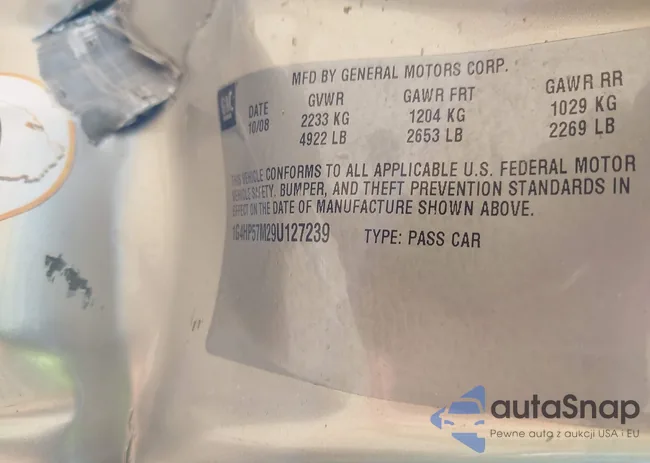 MFD BY GENERAL MOTORS CORP.
DATE GVWR GAWR FRT GAWR RR
10/08 2233 KG 1204 KG 1029 KG
4922 LB 2653 LB 2269 LB
THIS VEHICLE CONFORMS TO ALL APPLICABLE U.S. FEDERAL MOTOR
VEHICLE SAFETY, BUMPER, AND THEFT PREVENTION STANDARDS IN
EFFECT ON THE DATE OF MANUFACTURE SHOWN ABOVE.
1G4HP57M29U127239 TYPE: PASS CAR
autaSnap
Pewne auta z aukcji USA i EU